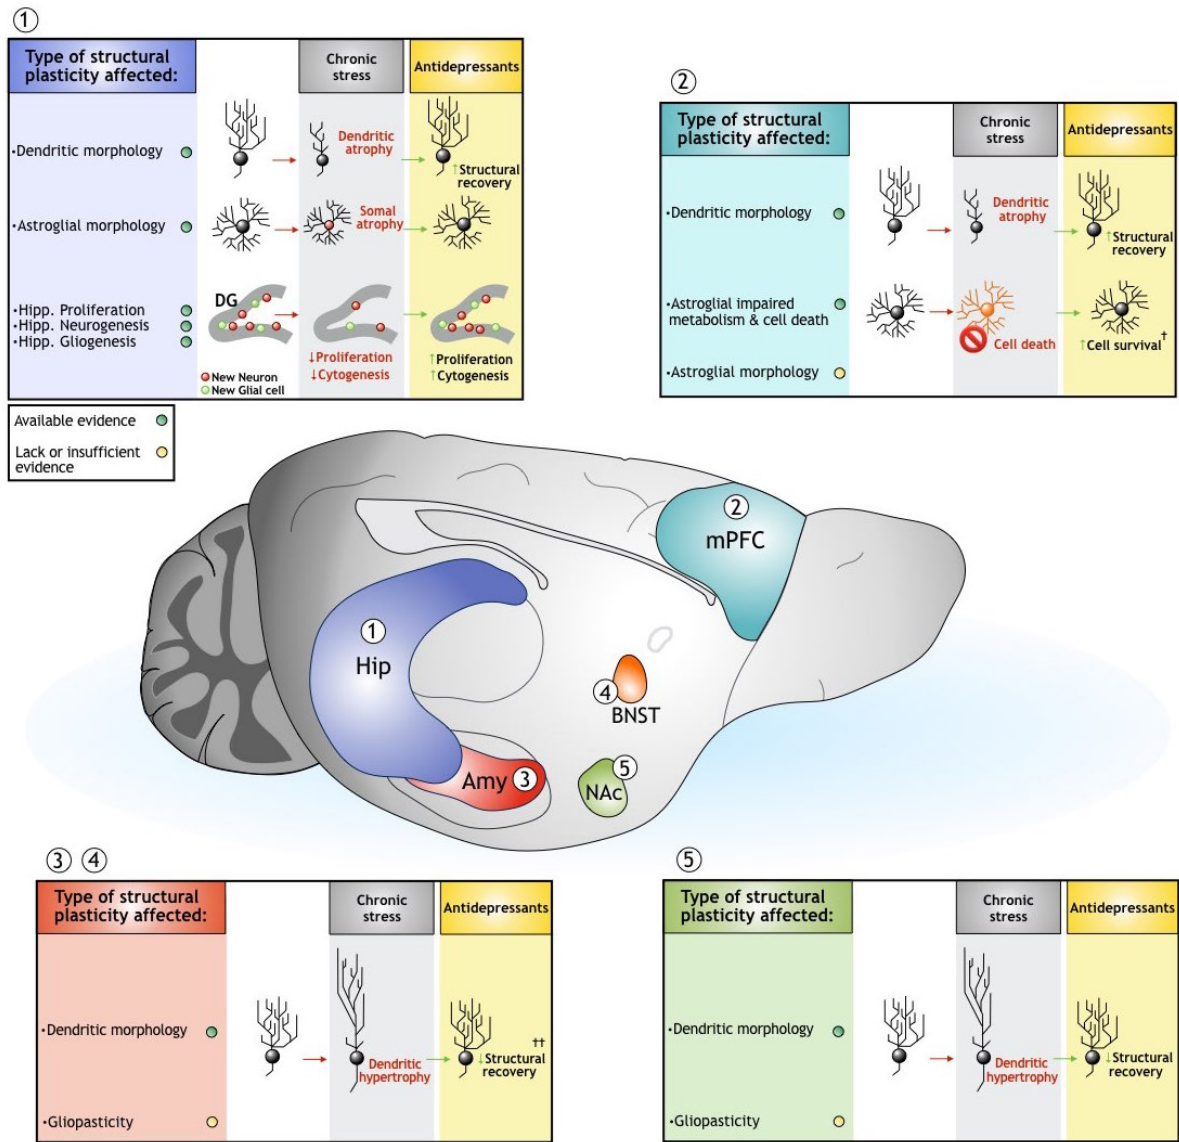 ①
Type of structural
plasticity affected:
Chronic
stress
Antidepressants
•Dendritic morphology
Dendritic
atrophy
↑Structural
recovery
•Astroglial morphology
Somal
atrophy
•Hipp. Proliferation
•Hipp. Neurogenesis
•Hipp. Gliogenesis
DG
↓Proliferation
↓Cytogenesis
↑Proliferation
↑Cytogenesis
New Neuron
New Glial cell
Available evidence
Lack or insufficient
evidence
②
Type of structural
plasticity affected:
Chronic
stress
Antidepressants
•Dendritic morphology
Dendritic
atrophy
↑Structural
recovery
•Astroglial impaired
metabolism & cell death
Cell death
↑Cell survival†
•Astroglial morphology
②
mPFC
①
Hip
④
BNST
Amy ③
⑤
NAc
③ ④
Type of structural
plasticity affected:
Chronic
stress
Antidepressants
•Dendritic morphology
Dendritic
hypertrophy
††
↓Structural
recovery
•Gliopasticity
⑤
Type of structural
plasticity affected:
Chronic
stress
Antidepressants
•Dendritic morphology
Dendritic
hypertrophy
↓Structural
recovery
•Gliopasticity